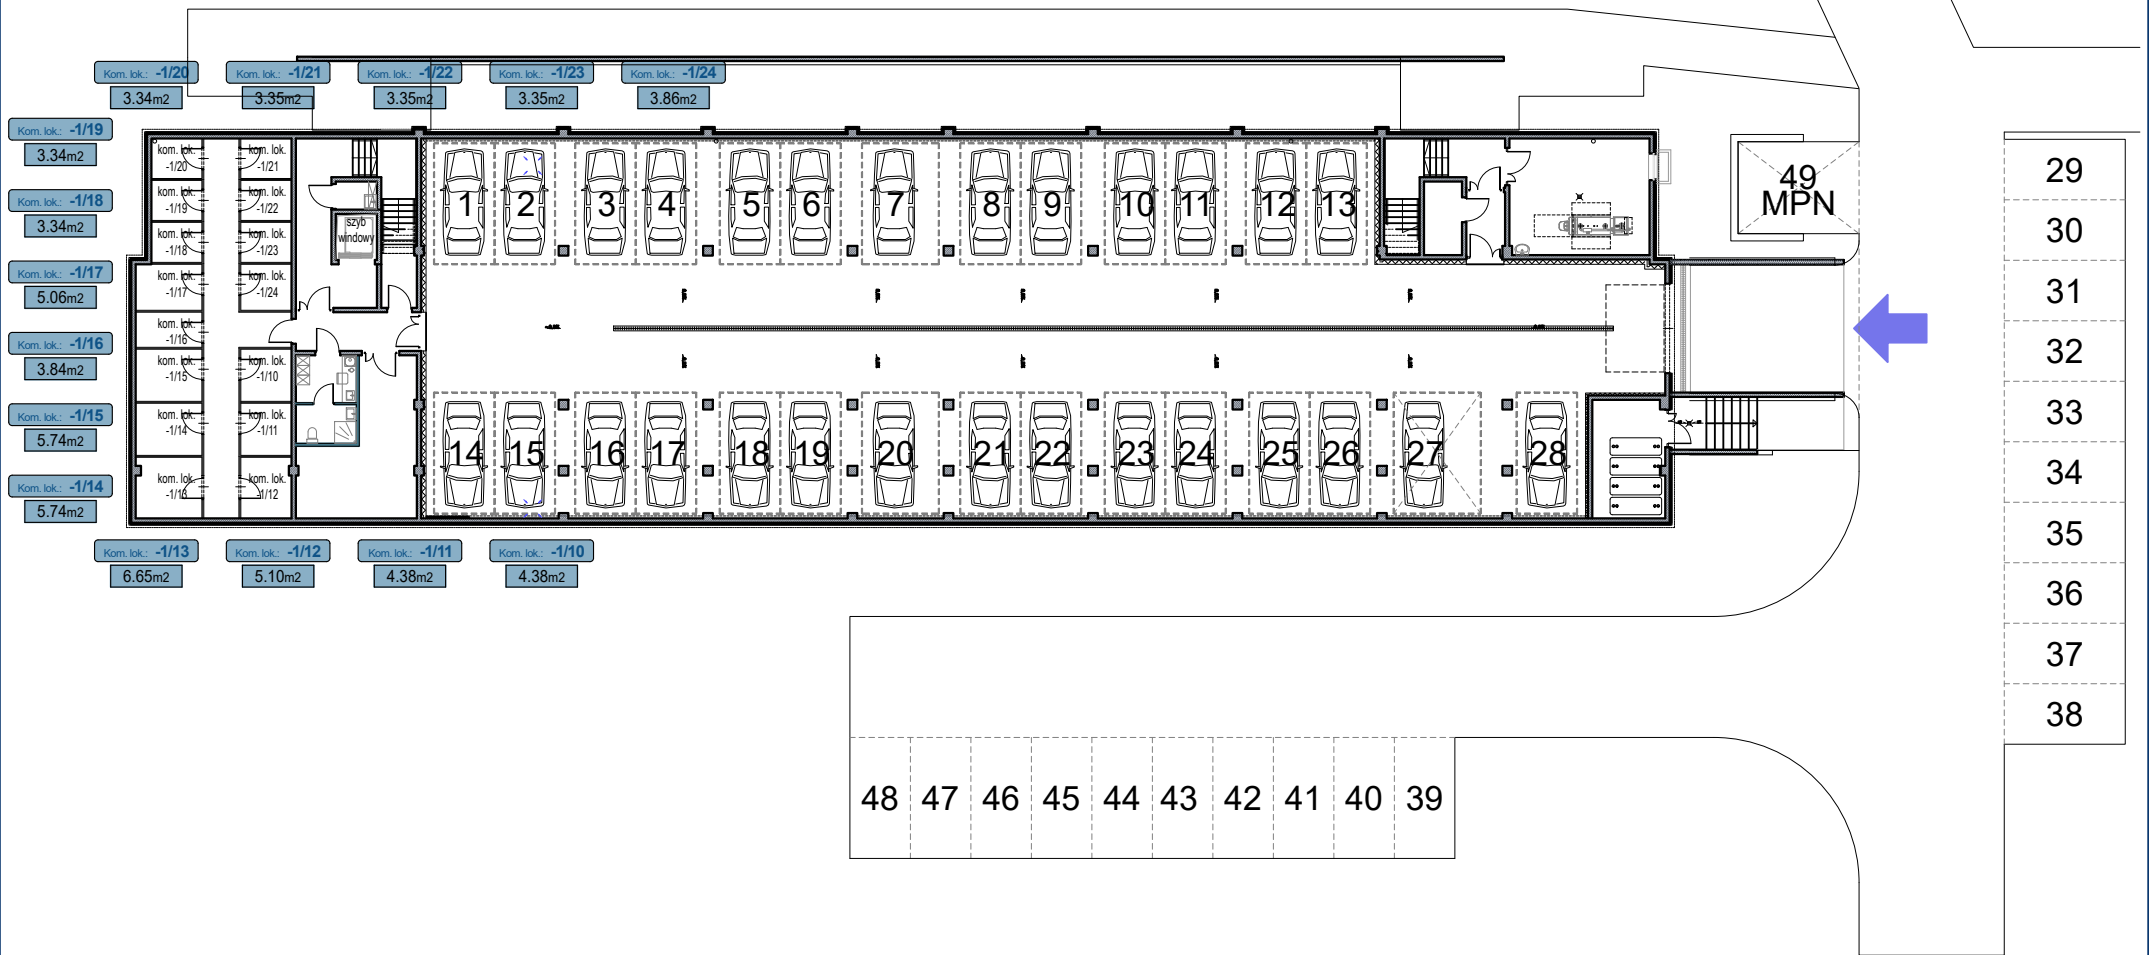 Kom. lok.: -1/20
3.34m2
Kom. lok.: -1/21
3.35m2
Kom. lok.: -1/22
3.35m2
Kom. lok.: -1/23
3.35m2
Kom. lok.: -1/24
3.86m2
Kom. lok.: -1/19
3.34m2
Kom. lok.: -1/18
3.34m2
Kom. lok.: -1/17
5.06m2
Kom. lok.: -1/16
3.84m2
Kom. lok.: -1/15
5.74m2
Kom. lok.: -1/14
5.74m2
Kom. lok.: -1/13
6.65m2
Kom. lok.: -1/12
5.10m2
Kom. lok.: -1/11
4.38m2
Kom. lok.: -1/10
4.38m2
kom. lok.
-1/20
kom. lok.
-1/21
kom. lok.
-1/19
kom. lok.
-1/22
kom. lok.
-1/18
kom. lok.
-1/23
kom. lok.
-1/17
kom. lok.
-1/24
kom. lok.
-1/16
kom. lok.
-1/15
kom. lok.
-1/10
kom. lok.
-1/14
kom. lok.
-1/11
kom. lok.
-1/13
kom. lok.
-1/12
szyb
windowy
1 2 3 4 5 6 7 8 9 10 11 12 13
14 15 16 17 18 19 20 21 22 23 24 25 26 27 28
49
MPN
29
30
31
32
33
34
35
36
37
38
48 47 46 45 44 43 42 41 40 39